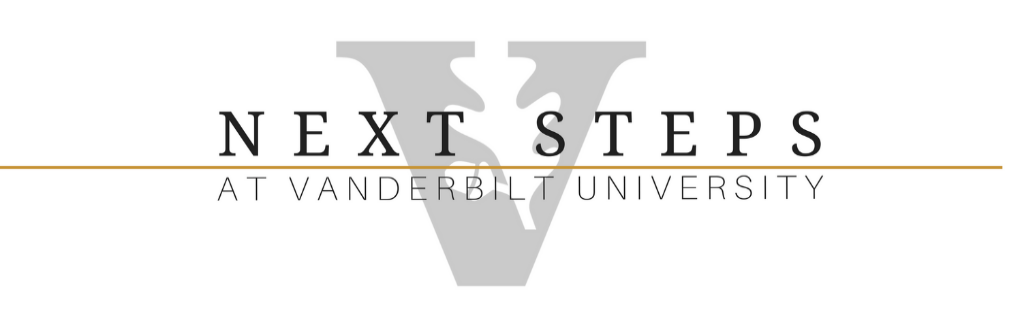 NEXT STEPS
AT VANDERBILT UNIVERSITY